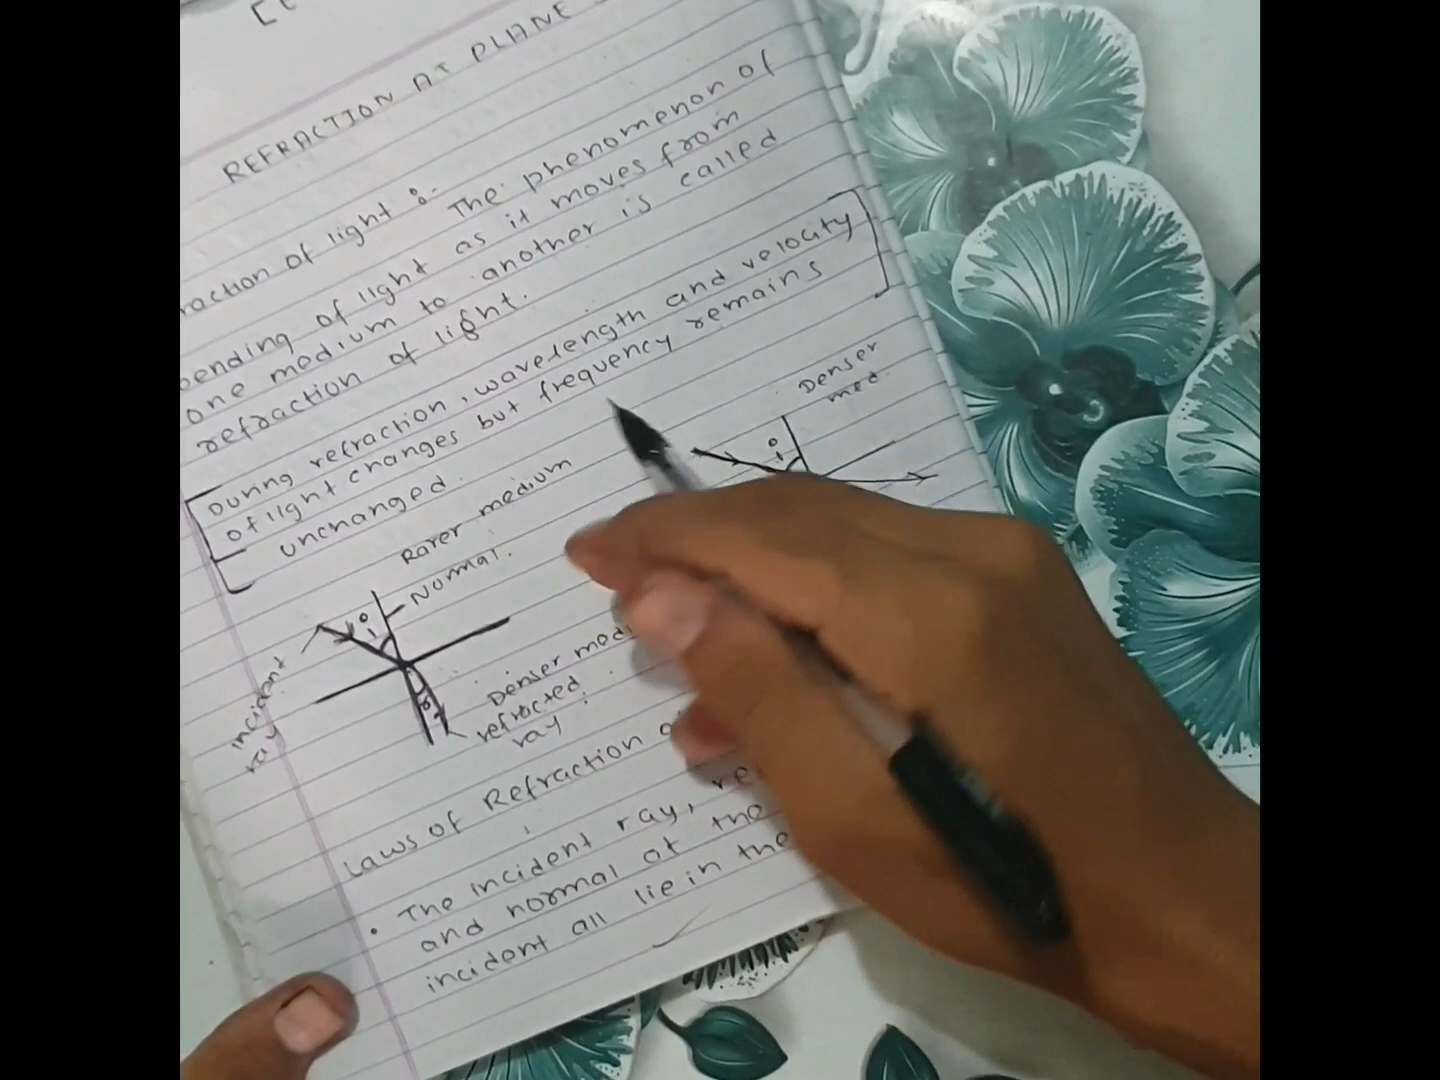 REFRACTION AT PLANE
of light :-
The phenomenon of
bending of light as it moves from
one medium to another is called
refraction of light.
During refraction, wavelength and velocity
of light changes but frequency remains
unchanged.
Rarer medium
Normal.
i
incident
ray
Denser
refracted
ray
Denser
med.
i
Laws of Refraction
• The incident ray,
and normal at the
incident all lie in the